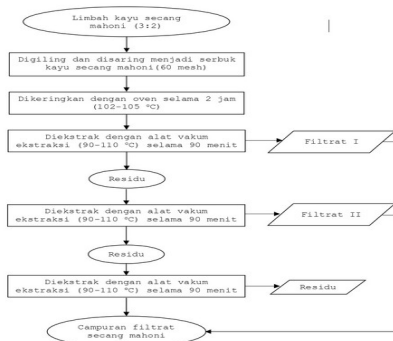 Limbah kayu secang
mahoni (3:2)
Digiling dan disaring menjadi serbuk
kayu secang mahoni(60 mesh)
Dikeringkan dengan oven selama 2 jam
(102-105 °C)
Diekstrak dengan alat vakum
ekstraksi (90-110 °C) selama 90 menit
Filtrat I
Residu
Diekstrak dengan alat vakum
ekstraksi (90-110 °C) selama 90 menit
Filtrat II
Residu
Diekstrak dengan alat vakum
ekstraksi (90-110 °C) selama 90 menit
Residu
Campuran filtrat
secang mahoni